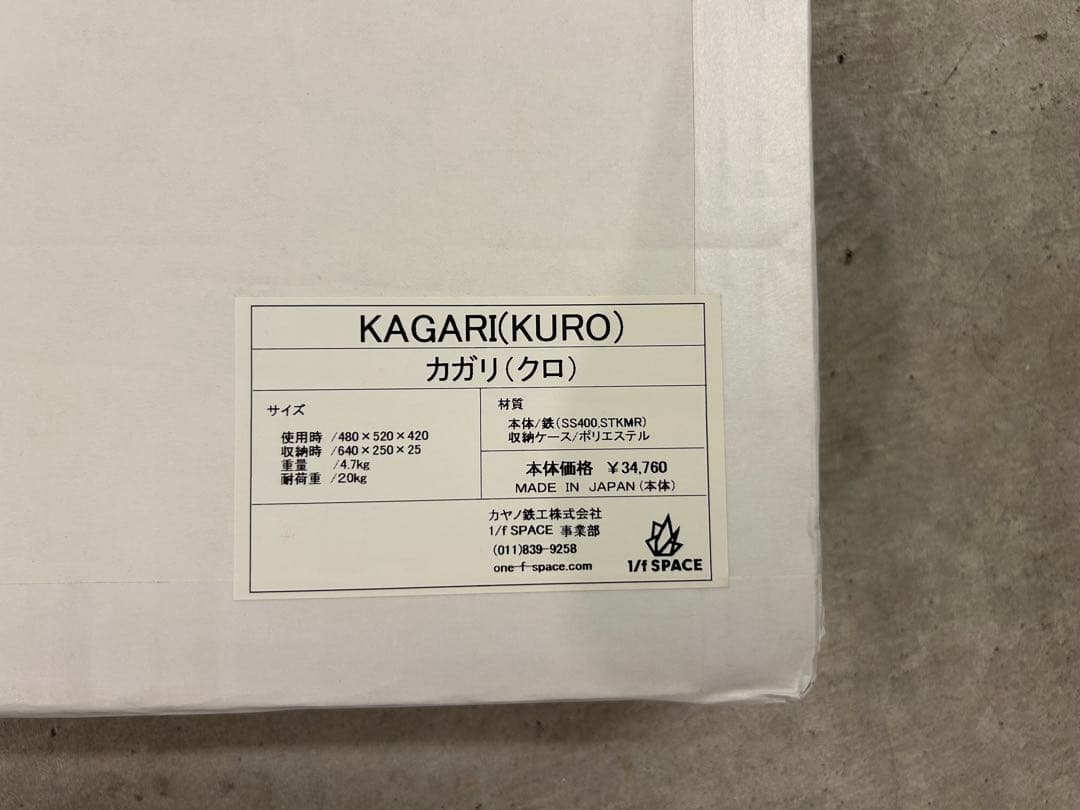 KAGARI(KURO)
カガリ(クロ)
サイズ
使用時 /480×520×420
収納時 /640×250×25
重量 /4.7kg
耐荷重 /20kg
材質
本体/鉄(SS400,STKMR)
収納ケース/ポリエステル
本体価格 ¥34,760
MADE IN JAPAN(本体)
カヤノ鉄工株式会社
1/f SPACE 事業部
(011)839-9258
one-f-space.com
1/f SPACE